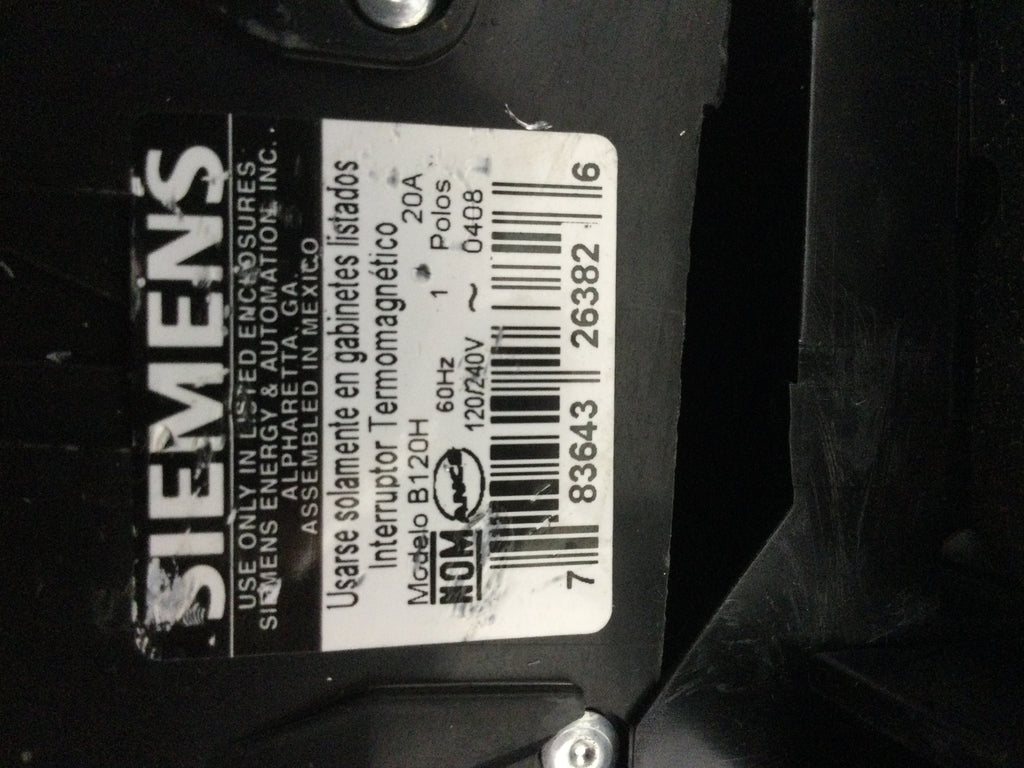 SIEMENS
USE ONLY IN LISTED ENCLOSURES
SIEMENS ENERGY & AUTOMATION, INC.
ALPHARETTA, GA.
ASSEMBLED IN MEXICO
Usarse solamente en gabinetes listados
Interruptor Termomagnético
Modelo B120H 20A
60Hz 1 Polos
NOM ANCE 120/240V ~ 0408
7 83643 26382 6